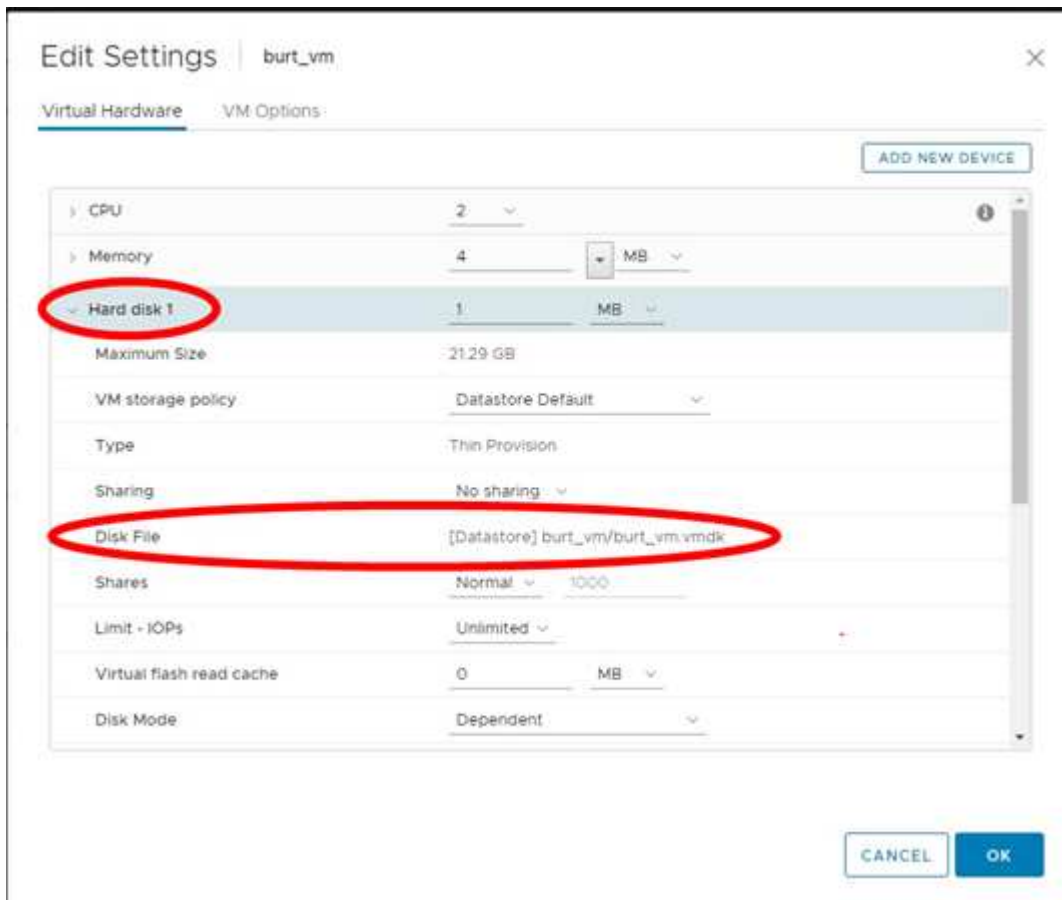 Edit Settings burt_vm
Virtual Hardware VM Options
ADD NEW DEVICE
CPU 2
Memory 4 MB
Hard disk 1 1 MB
Maximum Size 21.29 GB
VM storage policy Datastore Default
Type Thin Provision
Sharing No sharing
Disk File [Datastore] burt_vm/burt_vm.vmdk
Shares Normal 1000
Limit - IOPs Unlimited
Virtual flash read cache 0 MB
Disk Mode Dependent
CANCEL OK